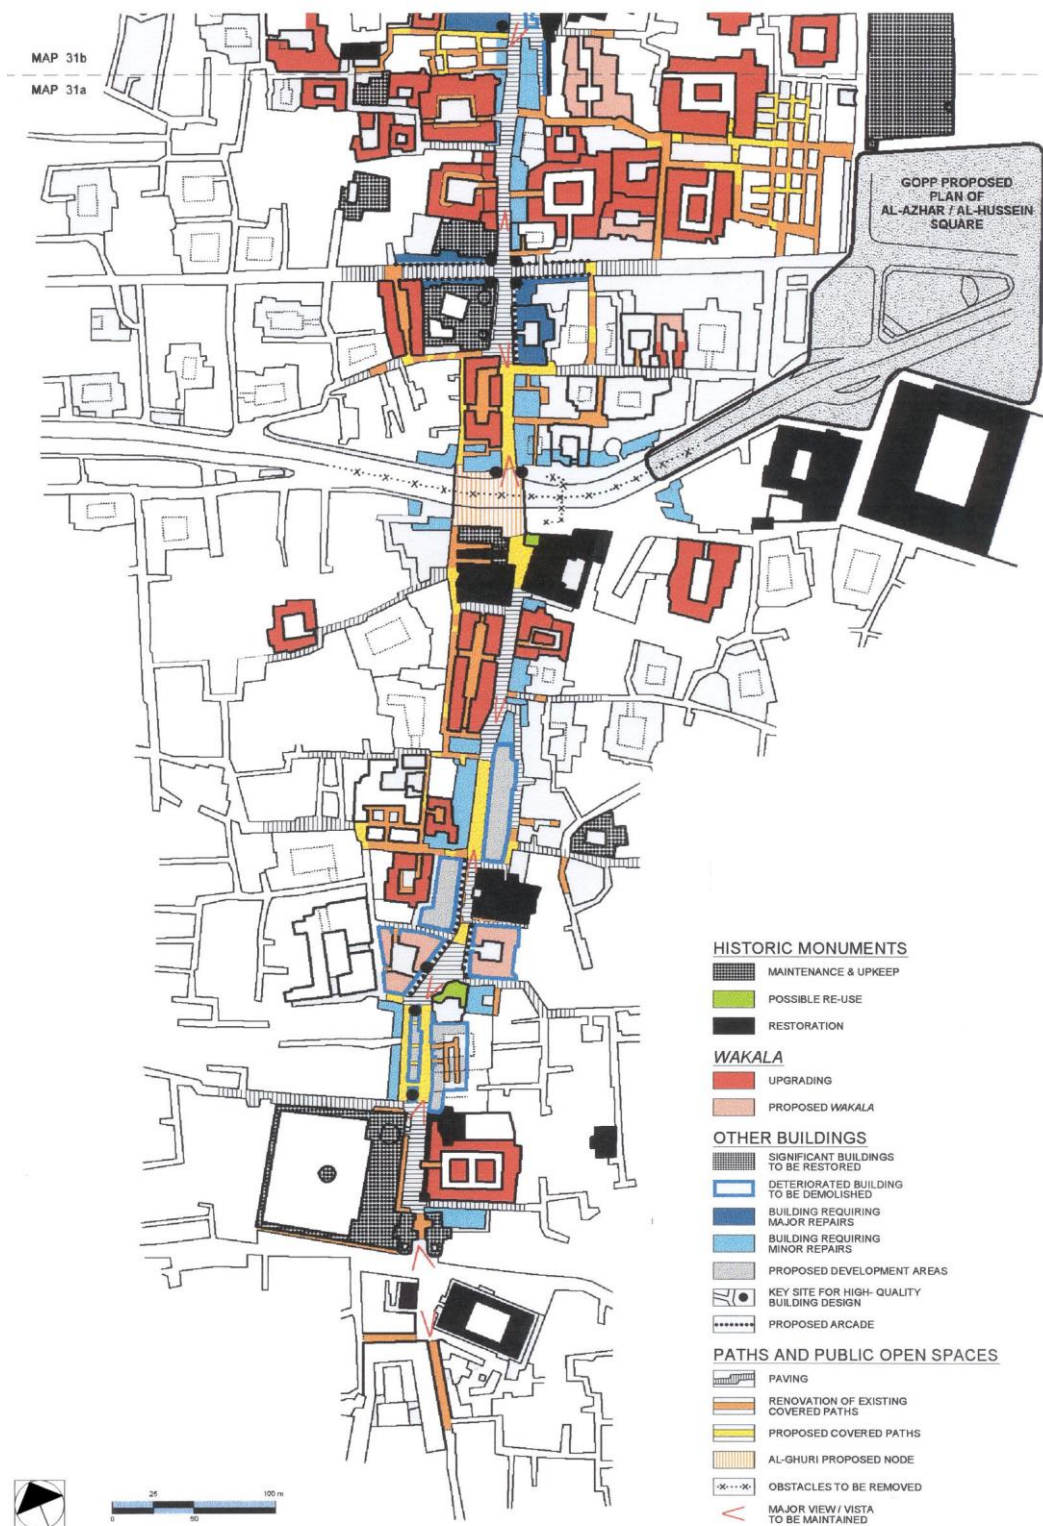 MAP 31b
MAP 31a
GOPP PROPOSED
PLAN OF
AL-AZHAR / AL-HUSSEIN
SQUARE
HISTORIC MONUMENTS
MAINTENANCE & UPKEEP
POSSIBLE RE-USE
RESTORATION
WAKALA
UPGRADING
PROPOSED WAKALA
OTHER BUILDINGS
SIGNIFICANT BUILDINGS
TO BE RESTORED
DETERIORATED BUILDING
TO BE DEMOLISHED
BUILDING REQUIRING
MAJOR REPAIRS
BUILDING REQUIRING
MINOR REPAIRS
PROPOSED DEVELOPMENT AREAS
KEY SITE FOR HIGH- QUALITY
BUILDING DESIGN
PROPOSED ARCADE
PATHS AND PUBLIC OPEN SPACES
PAVING
RENOVATION OF EXISTING
COVERED PATHS
PROPOSED COVERED PATHS
AL-GHURI PROPOSED NODE
OBSTACLES TO BE REMOVED
MAJOR VIEW / VISTA
TO BE MAINTAINED
25 100 m
0 50